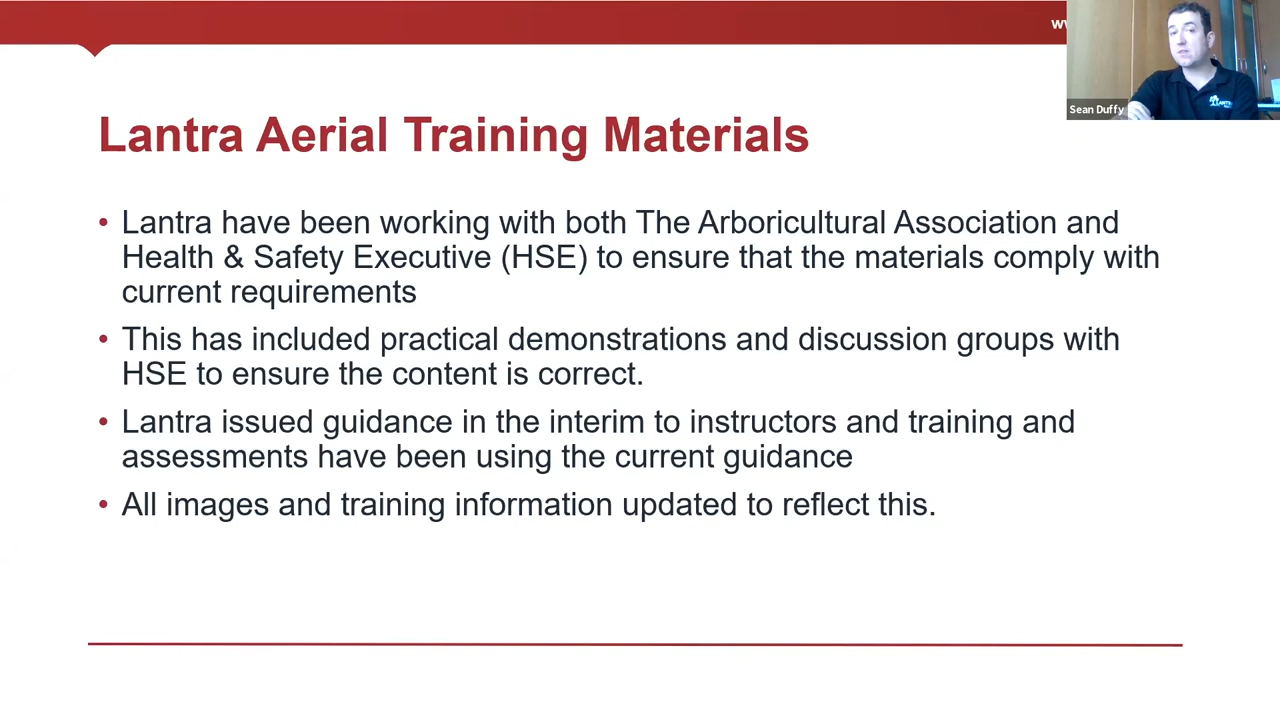 Lantra Aerial Training Materials
• Lantra have been working with both The Arboricultural Association and
Health & Safety Executive (HSE) to ensure that the materials comply with
current requirements
• This has included practical demonstrations and discussion groups with
HSE to ensure the content is correct.
• Lantra issued guidance in the interim to instructors and training and
assessments have been using the current guidance
• All images and training information updated to reflect this.
Sean Duffy